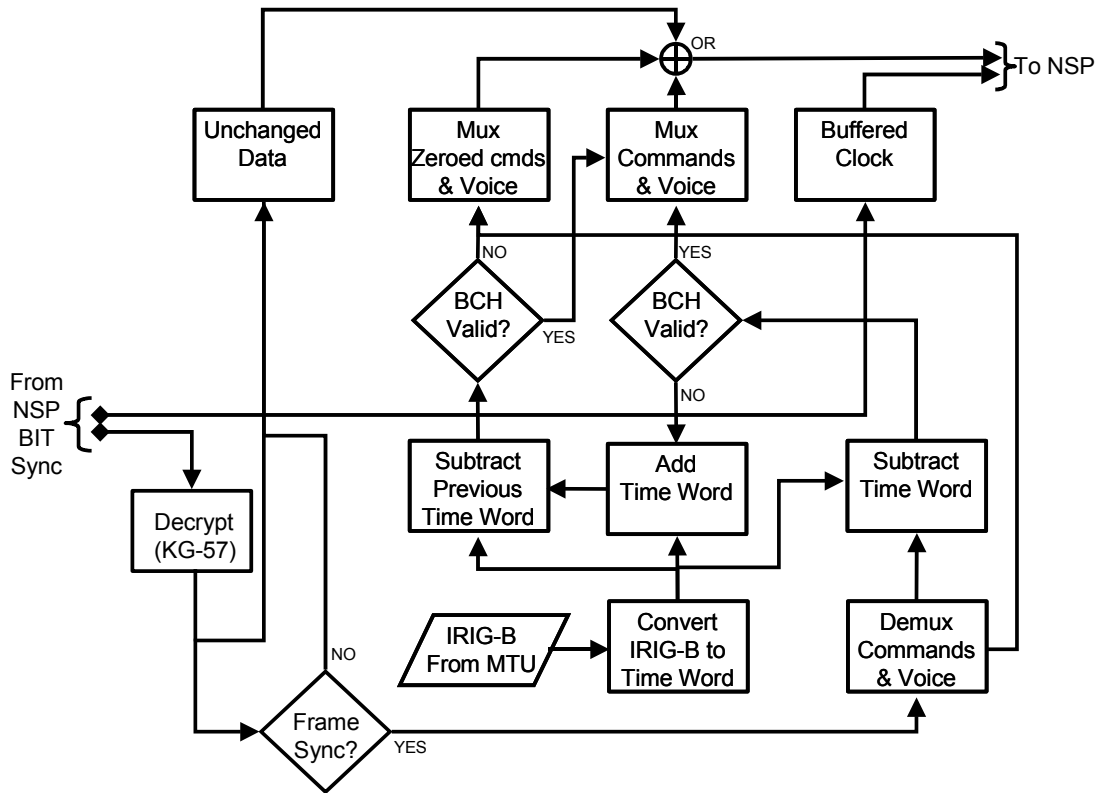 OR
To NSP
Unchanged
Data
Mux
Zeroed cmds
& Voice
Mux
Commands
& Voice
Buffered
Clock
NO
YES
BCH
Valid?
YES
BCH
Valid?
NO
From
NSP
BIT
Sync
Subtract
Previous
Time Word
Add
Time Word
Subtract
Time Word
Decrypt
(KG-57)
IRIG-B
From MTU
Convert
IRIG-B to
Time Word
Demux
Commands
& Voice
NO
Frame
Sync?
YES